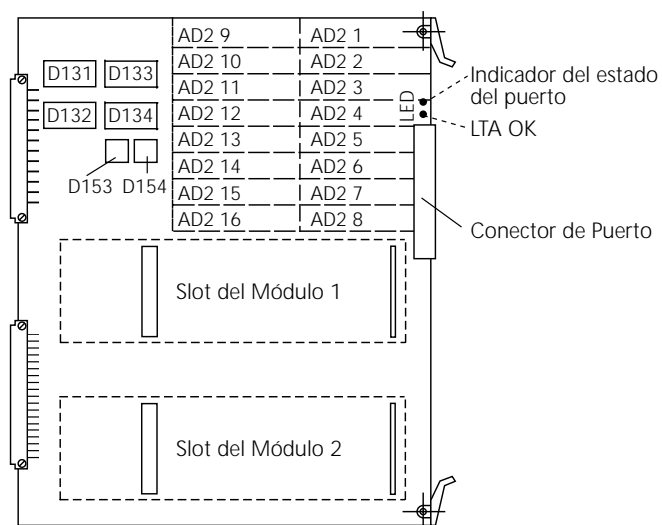 AD2 9 AD2 1
AD2 10 AD2 2
D131 D133 AD2 11 AD2 3
Indicador del estado
del puerto
LED
D132 D134 AD2 12 AD2 4
LTA OK
AD2 13 AD2 5
AD2 14 AD2 6
D153 D154
AD2 15 AD2 7
AD2 16 AD2 8
Conector de Puerto
Slot del Módulo 1
Slot del Módulo 2